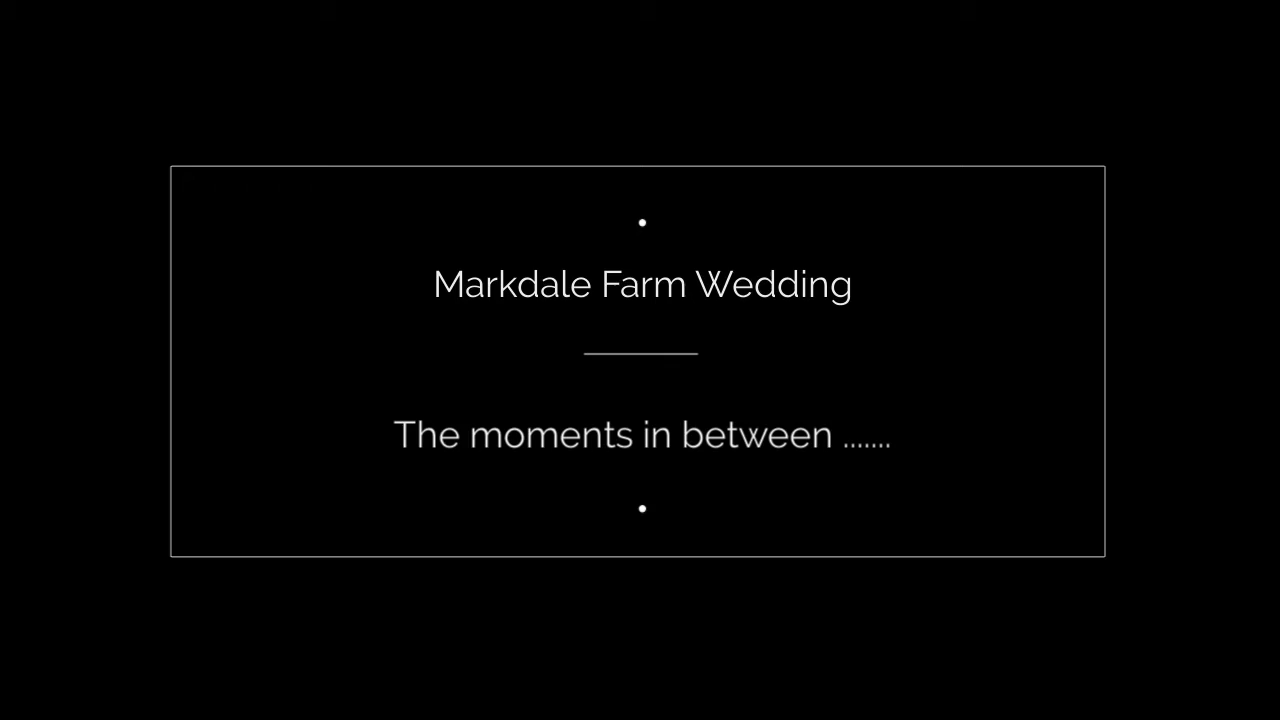 Markdale Farm Wedding
The moments in between .......